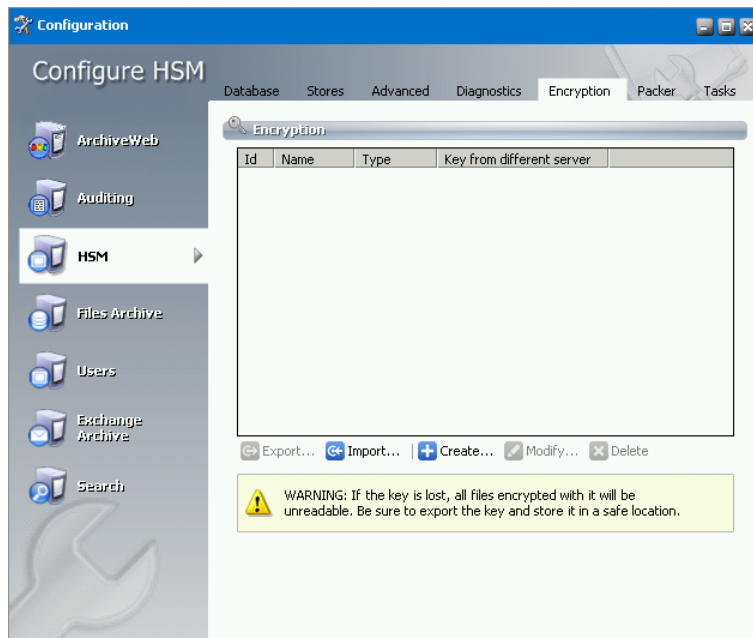 Configuration
Configure HSM
Database Stores Advanced Diagnostics Encryption Packer Tasks
ArchiveWeb
Auditing
HSM
Files Archive
Users
Exchange
Archive
Search
Encryption
Id Name Type Key from different server
Export... Import... Create... Modify... Delete
WARNING: If the key is lost, all files encrypted with it will be
unreadable. Be sure to export the key and store it in a safe location.